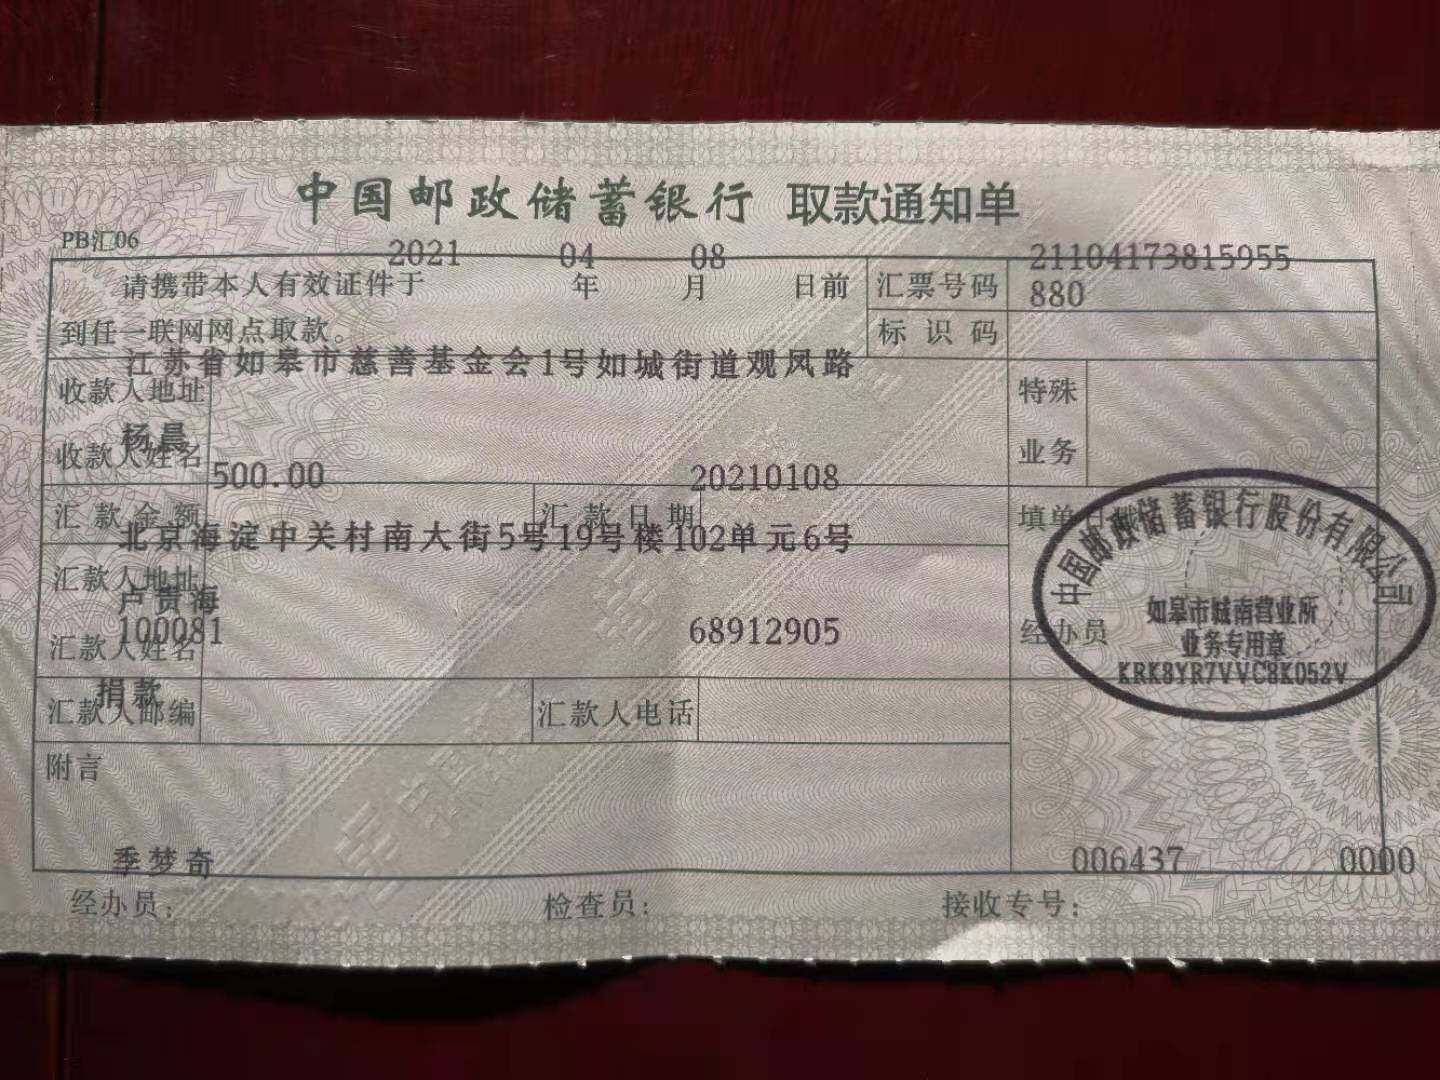 中国邮政储蓄银行 取款通知单
PB汇06
2021 04 08
21104173815955
请携带本人有效证件于 年 月 日前
汇票号码
880
到任一联网网点取款。
标识码
江苏省如皋市慈善基金会1号如城街道观凤路
收款人地址
特殊
业务
杨晨
收款人姓名
500.00 20210108
汇款金额 汇款日期
填单日期
北京海淀中关村南大街5号19号楼102单元6号
汇款人地址
卢贵海
100081 68912905
汇款人姓名
经办员
中国邮政储蓄银行股份有限公司
如皋市城南营业所
业务专用章
KRK8YR7VVC8K052V
捐款
汇款人邮编 汇款人电话
附言
季梦奇 006437 0000
经办员: 检查员: 接收专号: